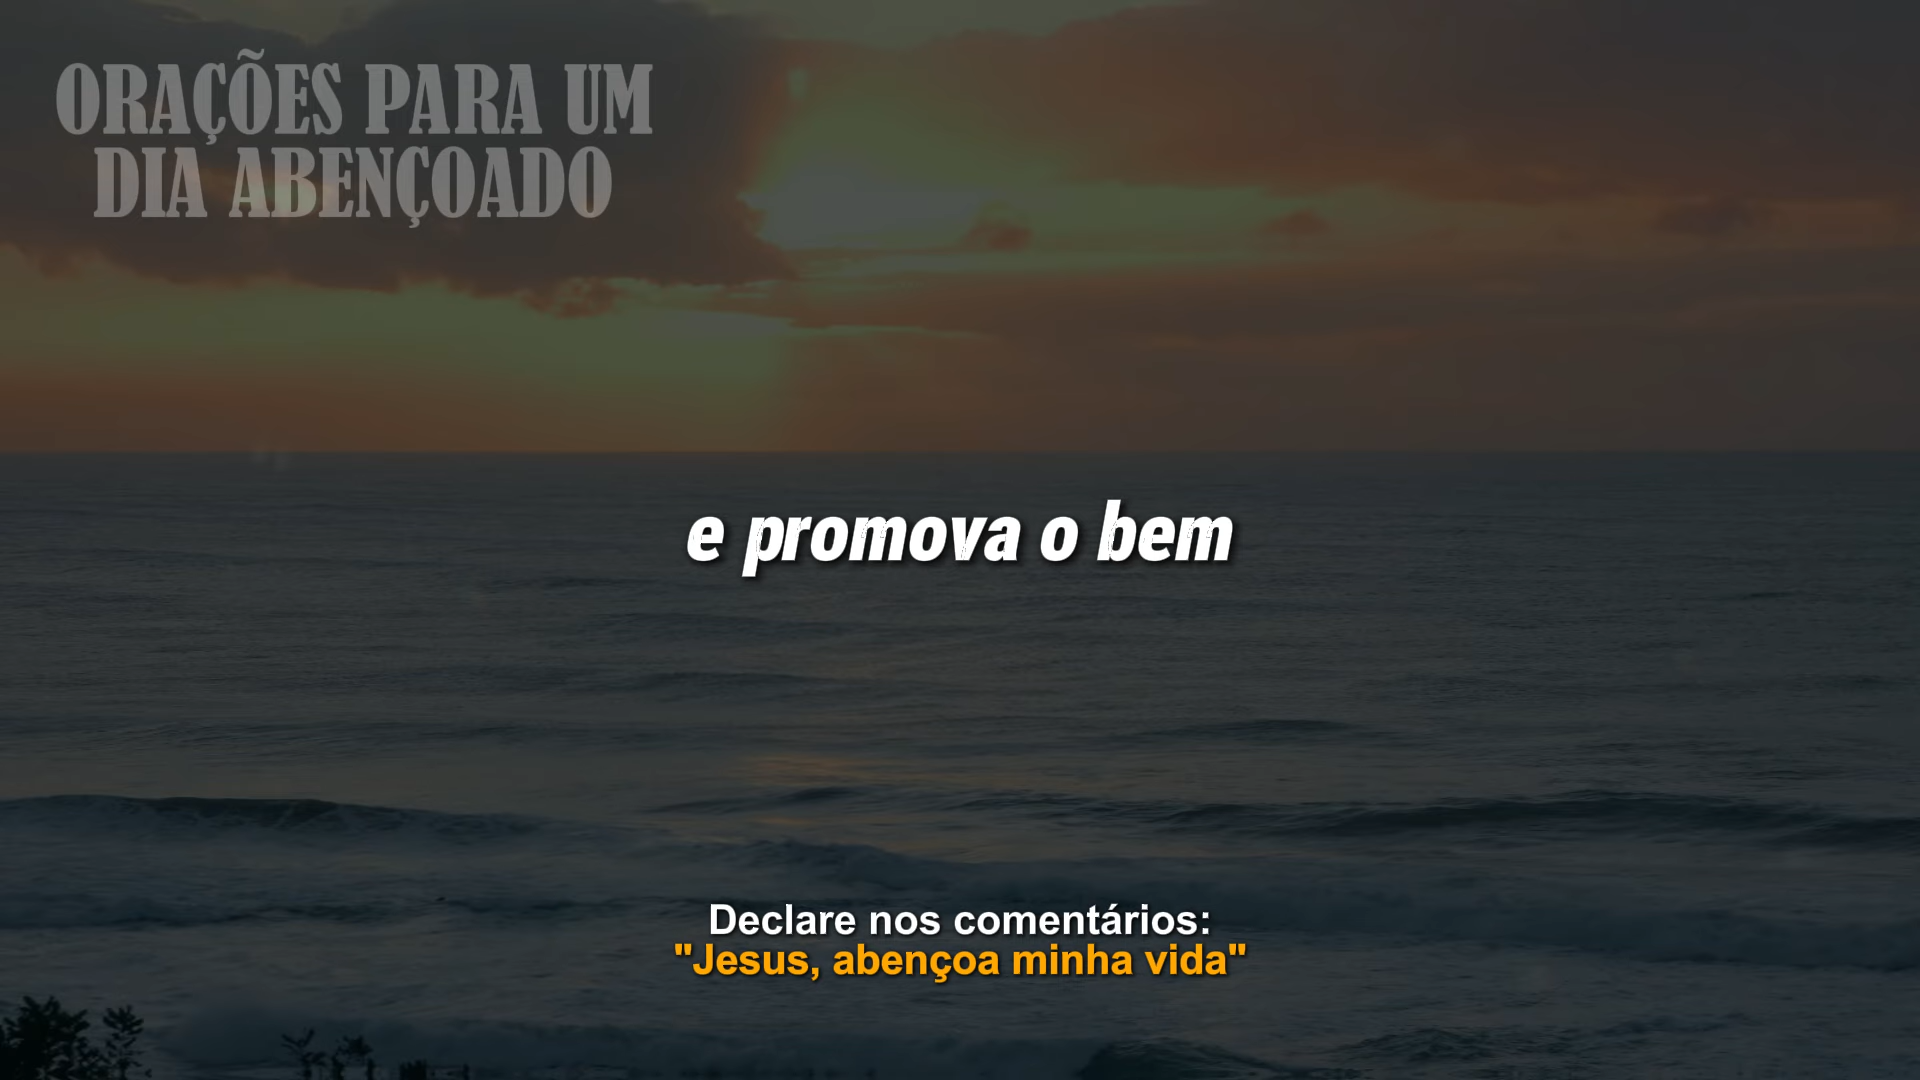 ORAÇÕES PARA UM
DIA ABENÇOADO
e promova o bem
Declare nos comentários:
"Jesus, abençoa minha vida"